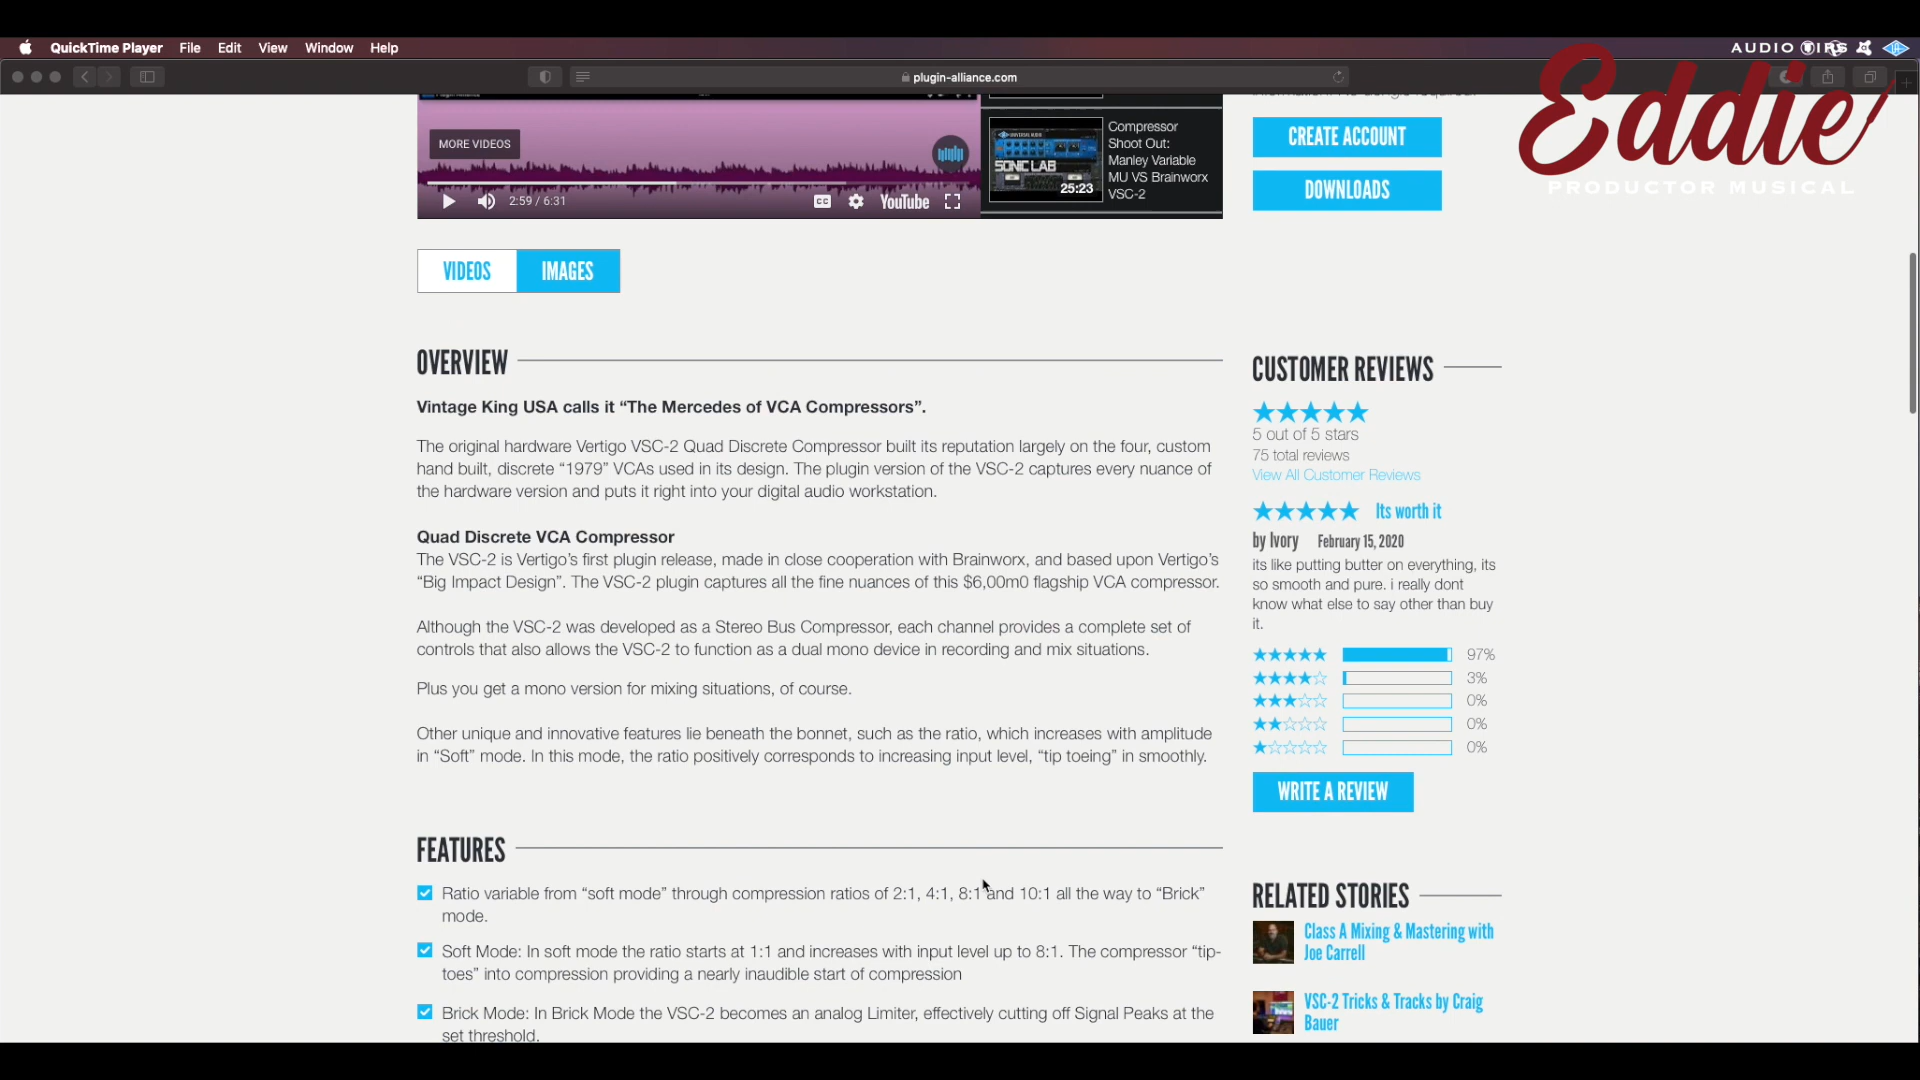 QuickTime Player File Edit View Window Help
AUDIO TIPS
plugin-alliance.com
Eddie
PRODUCTOR MUSICAL
MORE VIDEOS
2:59 / 6:31
CC
YouTube
UNIVERSAL AUDIO
SONIC LAB
25:23
Compressor
Shoot Out:
Manley Variable
MU VS Brainworx
VSC-2
CREATE ACCOUNT
DOWNLOADS
VIDEOS
IMAGES
OVERVIEW
Vintage King USA calls it “The Mercedes of VCA Compressors”.
The original hardware Vertigo VSC-2 Quad Discrete Compressor built its reputation largely on the four, custom
hand built, discrete “1979” VCAs used in its design. The plugin version of the VSC-2 captures every nuance of
the hardware version and puts it right into your digital audio workstation.
Quad Discrete VCA Compressor
The VSC-2 is Vertigo’s first plugin release, made in close cooperation with Brainworx, and based upon Vertigo’s
“Big Impact Design”. The VSC-2 plugin captures all the fine nuances of this $6,00m0 flagship VCA compressor.
Although the VSC-2 was developed as a Stereo Bus Compressor, each channel provides a complete set of
controls that also allows the VSC-2 to function as a dual mono device in recording and mix situations.
Plus you get a mono version for mixing situations, of course.
Other unique and innovative features lie beneath the bonnet, such as the ratio, which increases with amplitude
in “Soft” mode. In this mode, the ratio positively corresponds to increasing input level, “tip toeing” in smoothly.
FEATURES
Ratio variable from “soft mode” through compression ratios of 2:1, 4:1, 8:1 and 10:1 all the way to “Brick”
mode.
Soft Mode: In soft mode the ratio starts at 1:1 and increases with input level up to 8:1. The compressor “tip-
toes” into compression providing a nearly inaudible start of compression
Brick Mode: In Brick Mode the VSC-2 becomes an analog Limiter, effectively cutting off Signal Peaks at the
set threshold.
CUSTOMER REVIEWS
5 out of 5 stars
75 total reviews
View All Customer Reviews
Its worth it
by Ivory February 15, 2020
its like putting butter on everything, its
so smooth and pure. i really dont
know what else to say other than buy
it.
97%
3%
0%
0%
0%
WRITE A REVIEW
RELATED STORIES
Class A Mixing & Mastering with
Joe Carrell
VSC-2 Tricks & Tracks by Craig
Bauer